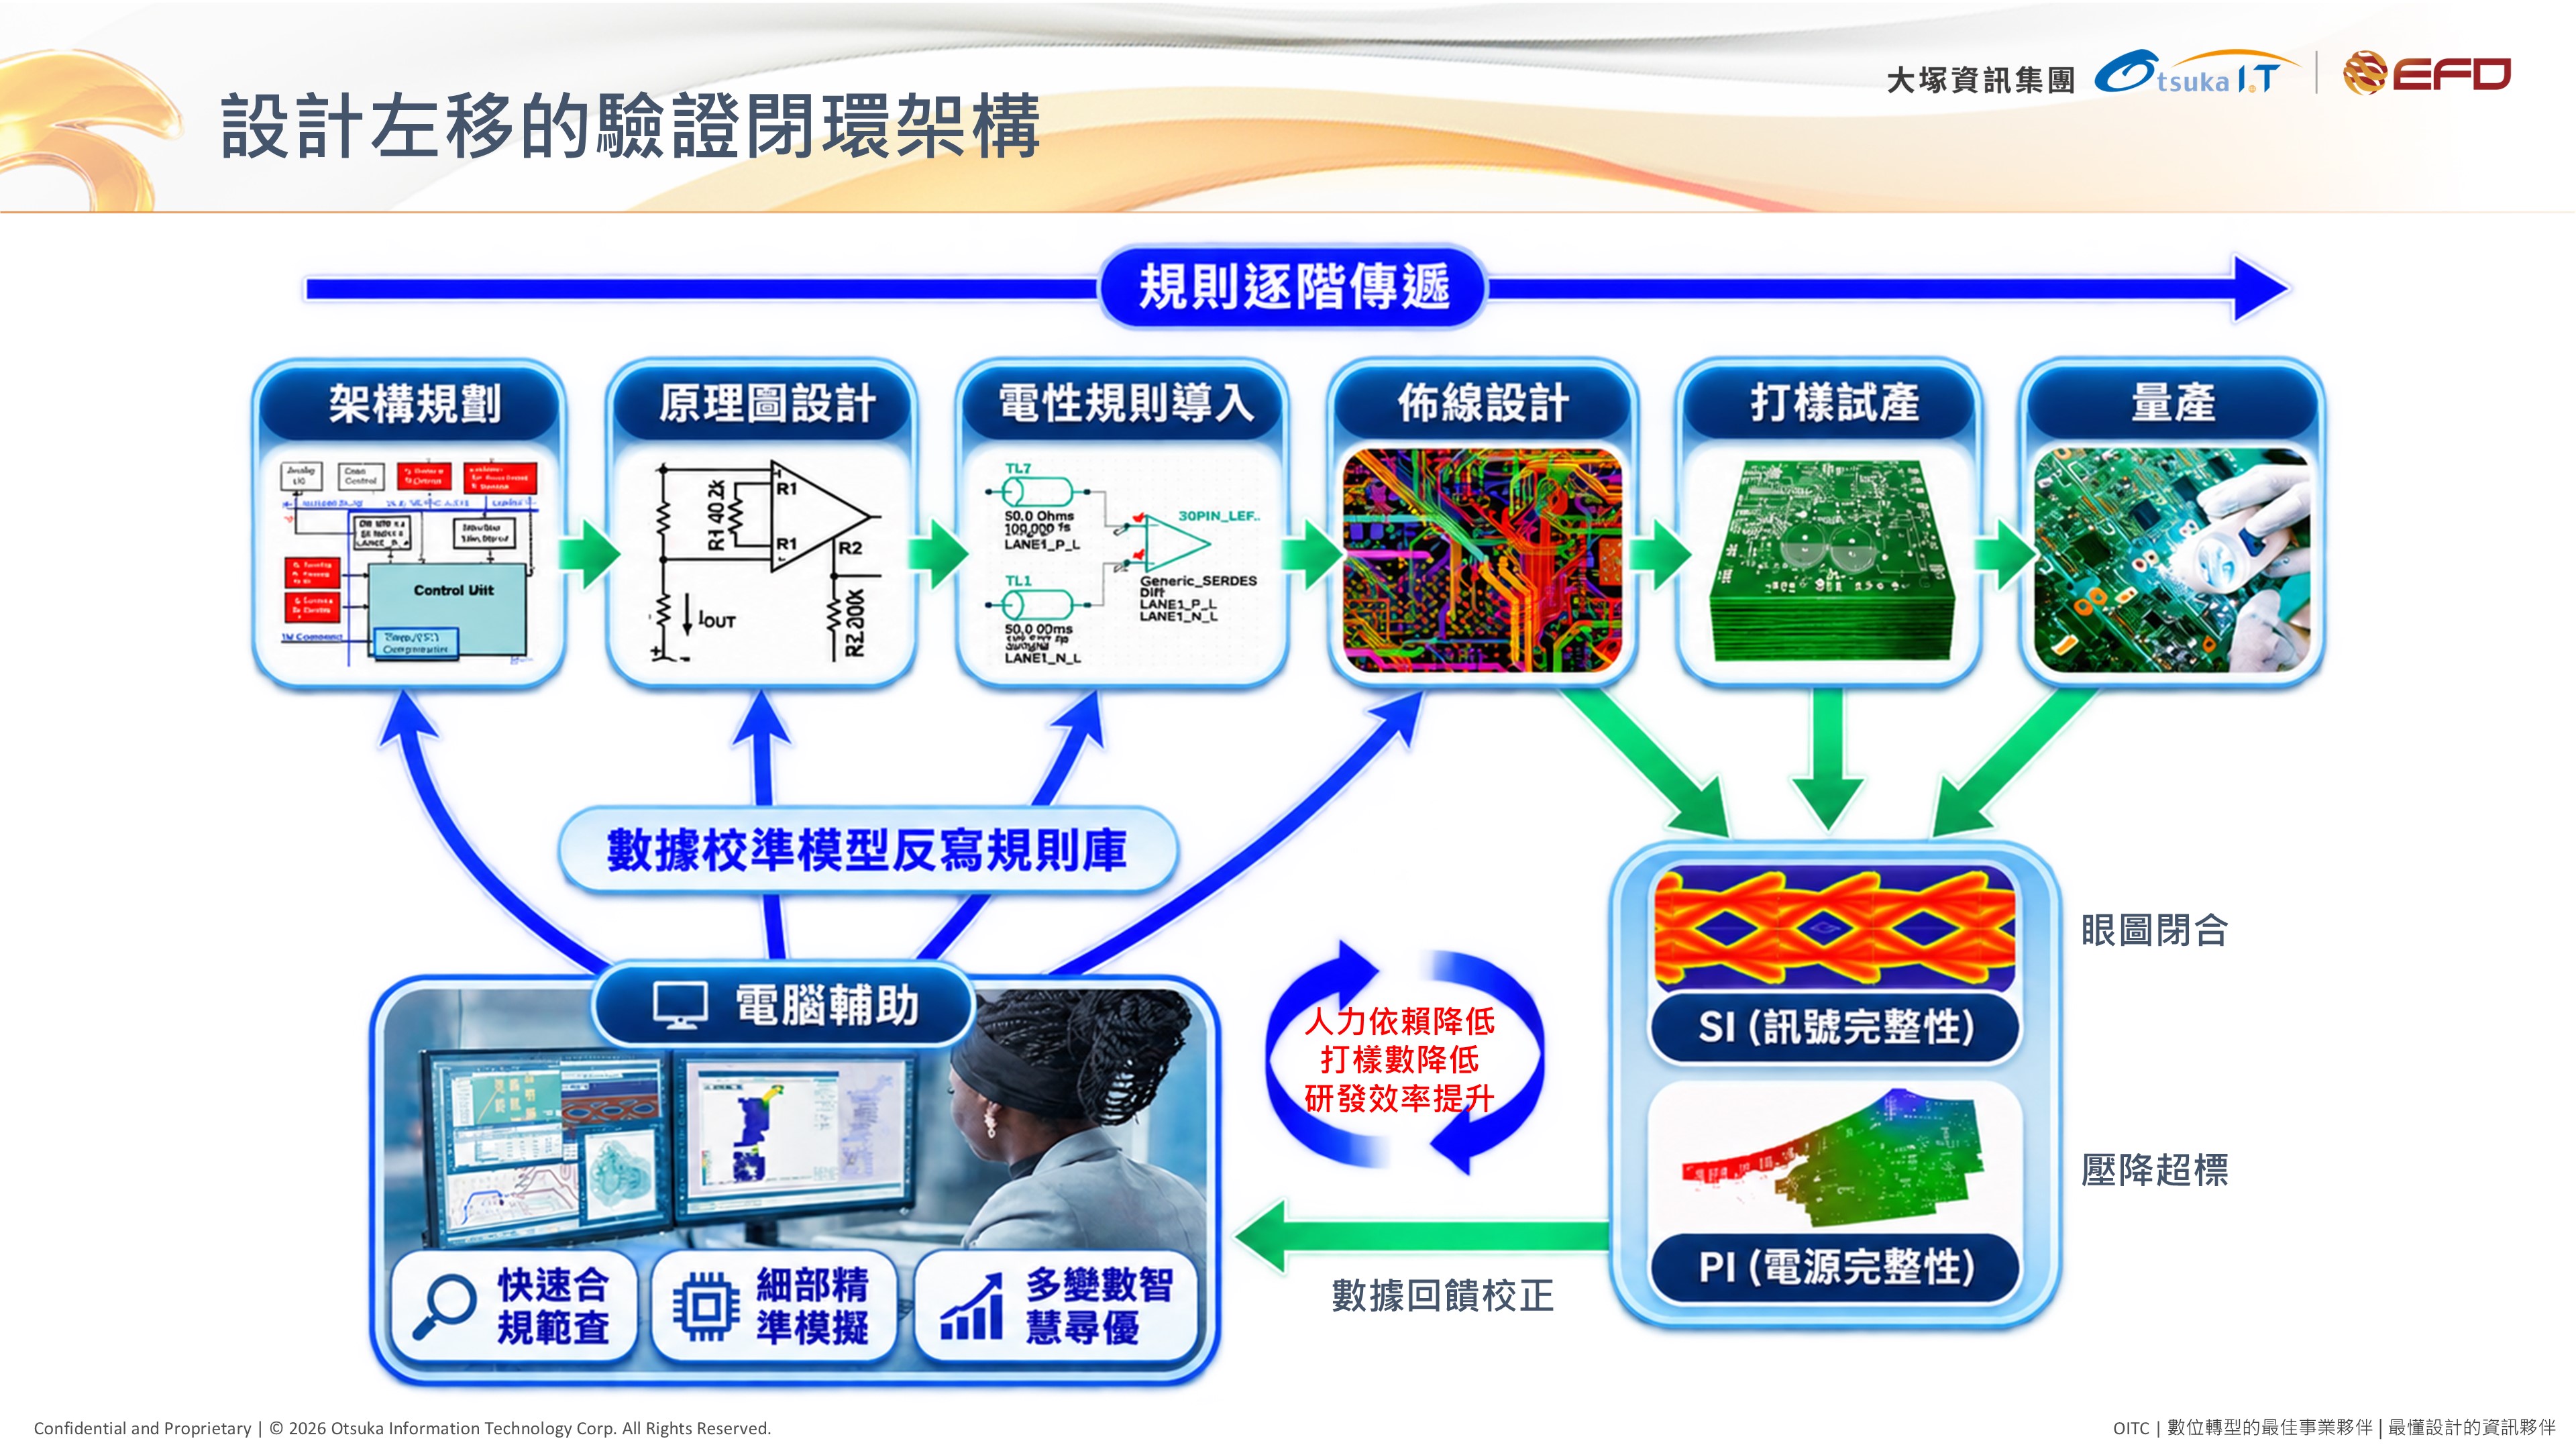 大塚資訊集團 Otsuka I.T EFD
設計左移的驗證閉環架構
規則逐階傳遞
架構規劃
原理圖設計
電性規則導入
佈線設計
打樣試產
量產
Control Uiit
R1 40.2k
R1
R1
R2
IOUT
TL7
50.0 Ohms
LANE1_P_L
30PIN_LEF..
TL1
LANE1_N_L
Generic_SERDES
LANE1_P_L
LANE1_N_L
數據校準模型反寫規則庫
電腦輔助
快速合
規範查
細部精
準模擬
多變數智
慧尋優
人力依賴降低
打樣數降低
研發效率提升
SI (訊號完整性)
眼圖閉合
PI (電源完整性)
壓降超標
數據回饋校正
Confidential and Proprietary | © 2026 Otsuka Information Technology Corp. All Rights Reserved.
OITC | 數位轉型的最佳事業夥伴 | 最懂設計的資訊夥伴